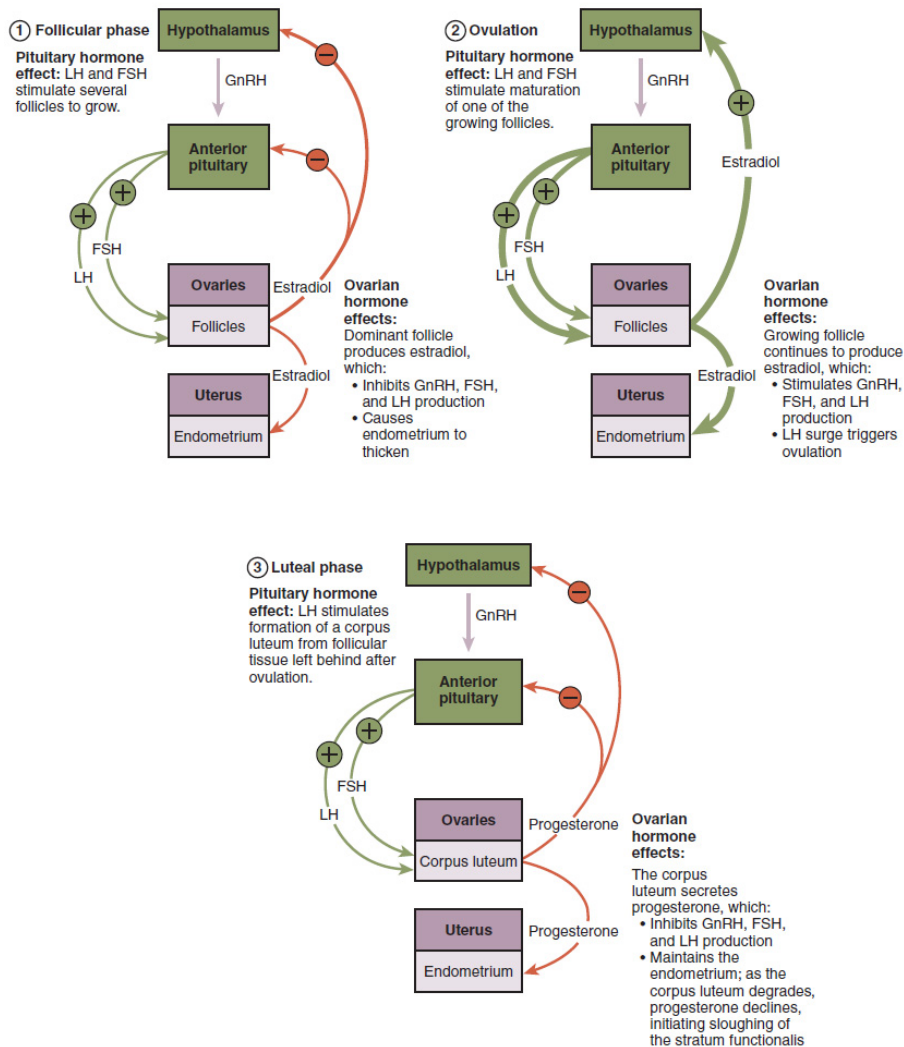 ① Follicular phase
Pituitary hormone
effect: LH and FSH
stimulate several
follicles to grow.
Hypothalamus
−
GnRH
Anterior
pituitary
−
+
+
FSH
LH
Ovaries
Follicles
Estradiol
Estradiol
Uterus
Endometrium
Ovarian
hormone
effects:
Dominant follicle
produces estradiol,
which:
• Inhibits GnRH, FSH,
and LH production
• Causes
endometrium to
thicken
② Ovulation
Pituitary hormone
effect: LH and FSH
stimulate maturation
of one of the
growing follicles.
Hypothalamus
GnRH
+
Anterior
pituitary
Estradiol
+
+
FSH
LH
Ovaries
Follicles
Estradiol
Uterus
Endometrium
Ovarian
hormone
effects:
Growing follicle
continues to produce
estradiol, which:
• Stimulates GnRH,
FSH, and LH
production
• LH surge triggers
ovulation
③ Luteal phase
Pituitary hormone
effect: LH stimulates
formation of a corpus
luteum from follicular
tissue left behind after
ovulation.
Hypothalamus
−
GnRH
Anterior
pituitary
−
+
+
FSH
LH
Ovaries
Corpus luteum
Progesterone
Progesterone
Uterus
Endometrium
Ovarian
hormone
effects:
The corpus
luteum secretes
progesterone, which:
• Inhibits GnRH, FSH,
and LH production
• Maintains the
endometrium; as the
corpus luteum degrades,
progesterone declines,
initiating sloughing of
the stratum functionalis